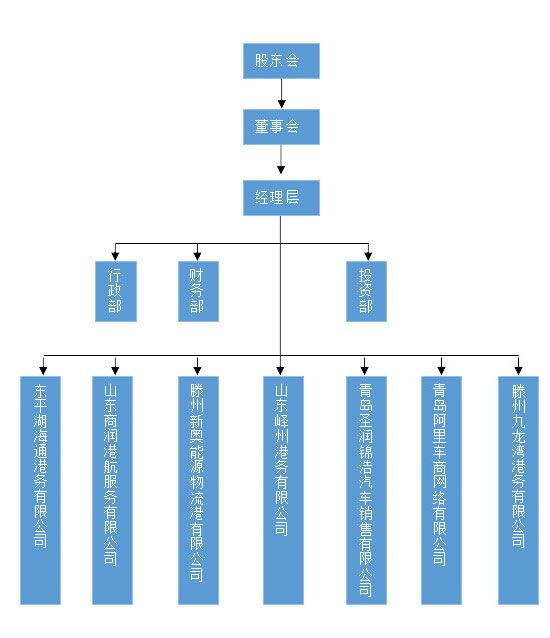 股东会
董事会
经理层
行政部
财务部
投资部
东平湖海通港务有限公司
山东商润港航服务有限公司
滕州新奥能源物流港有限公司
山东峄州港务有限公司
青岛圣润锦浩汽车销售有限公司
青岛阿里车商网络有限公司
滕州九龙湾港务有限公司